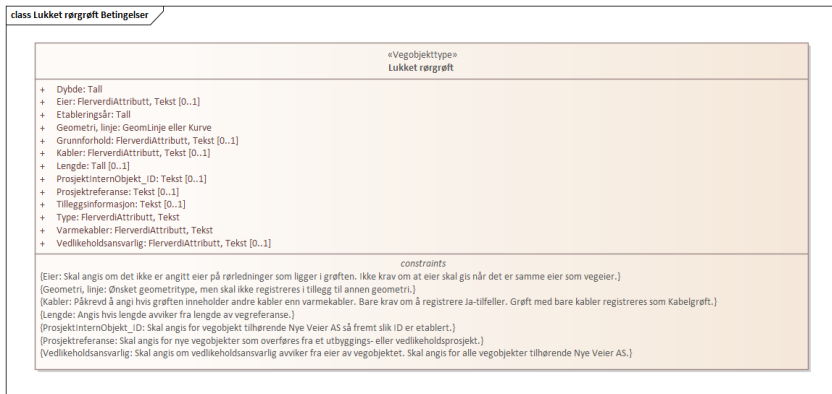 class Lukket rørgrøft Betingelser
«Vegobjekttype»
Lukket rørgrøft
+ Dybde: Tall
+ Eier: FlerverdiAttributt, Tekst [0..1]
+ Etableringsår: Tall
+ Geometri, linje: GeomLinje eller Kurve
+ Grunnforhold: FlerverdiAttributt, Tekst [0..1]
+ Kabler: FlerverdiAttributt, Tekst [0..1]
+ Lengde: Tall [0..1]
+ ProsjektInternObjekt_ID: Tekst [0..1]
+ Prosjektreferanse: Tekst [0..1]
+ Tilleggsinformasjon: Tekst [0..1]
+ Type: FlerverdiAttributt, Tekst
+ Varmekabler: FlerverdiAttributt, Tekst
+ Vedlikeholdsansvarlig: FlerverdiAttributt, Tekst [0..1]
constraints
{Eier: Skal angis om det ikke er angitt eier på rørledninger som ligger i grøften. Ikke krav om at eier skal gis når det er samme eier som vegeier.}
{Geometri, linje: Ønsket geometritype, men skal ikke registreres i tillegg til annen geometri.}
{Kabler: Påkrevd å angi hvis grøften inneholder andre kabler enn varmekabler. Bare krav om å registrere Ja-tilfeller. Grøft med bare kabler registreres som Kabelgrøft.}
{Lengde: Angis hvis lengde avviker fra lengde av vegreferanse.}
{ProsjektInternObjekt_ID: Skal angis for vegobjekt tilhørende Nye Veier AS så fremt slik ID er etablert.}
{Prosjektreferanse: Skal angis for nye vegobjekter som overføres fra et utbyggings- eller vedlikeholdsprosjekt.}
{Vedlikeholdsansvarlig: Skal angis om vedlikeholdsansvarlig avviker fra eier av vegobjektet. Skal angis for alle vegobjekter tilhørende Nye Veier AS.}